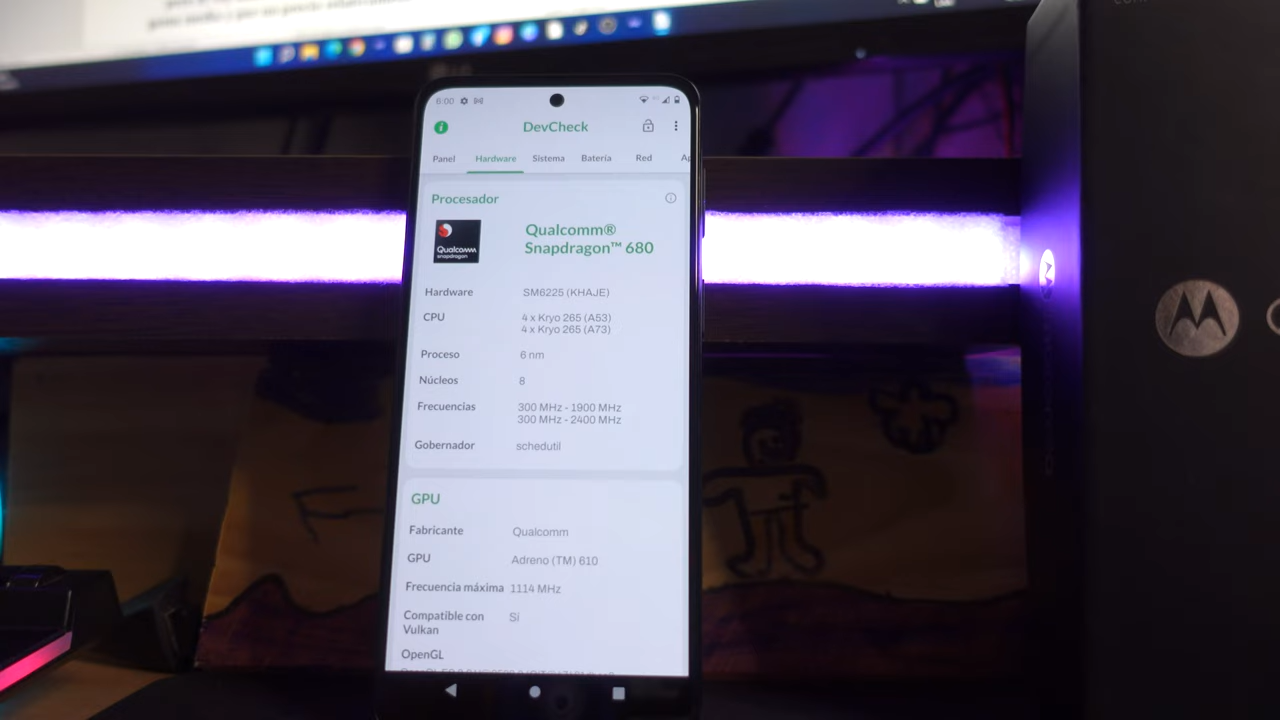 6:00
DevCheck
Panel Hardware Sistema Batería Red
Procesador
Qualcomm
snapdragon
Qualcomm®
Snapdragon™ 680
Hardware SM6225 (KHAJE)
CPU 4 x Kryo 265 (A53)
4 x Kryo 265 (A73)
Proceso 6 nm
Núcleos 8
Frecuencias 300 MHz - 1900 MHz
300 MHz - 2400 MHz
Gobernador schedutil
GPU
Fabricante Qualcomm
GPU Adreno (TM) 610
Frecuencia máxima 1114 MHz
Compatible con Sí
Vulkan
OpenGL